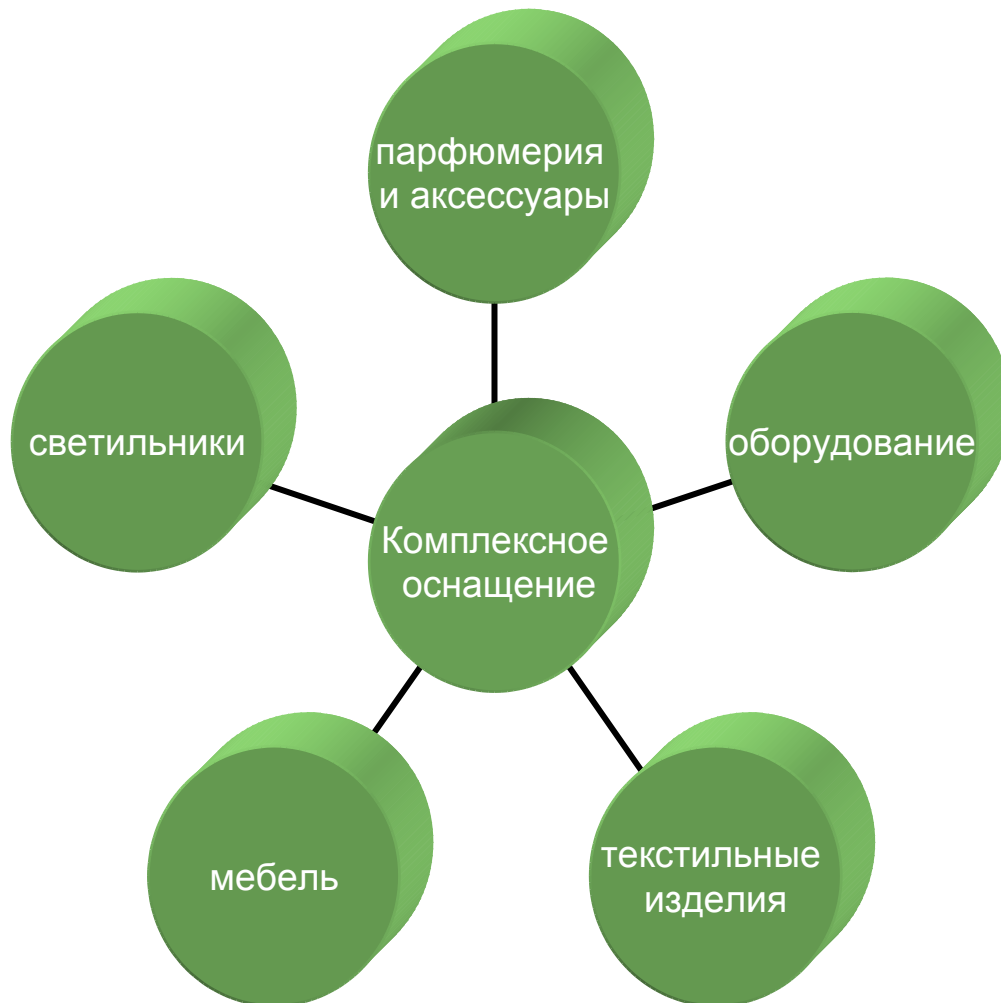 парфюмерия
и аксессуары
светильники
оборудование
Комплексное
оснащение
мебель
текстильные
изделия